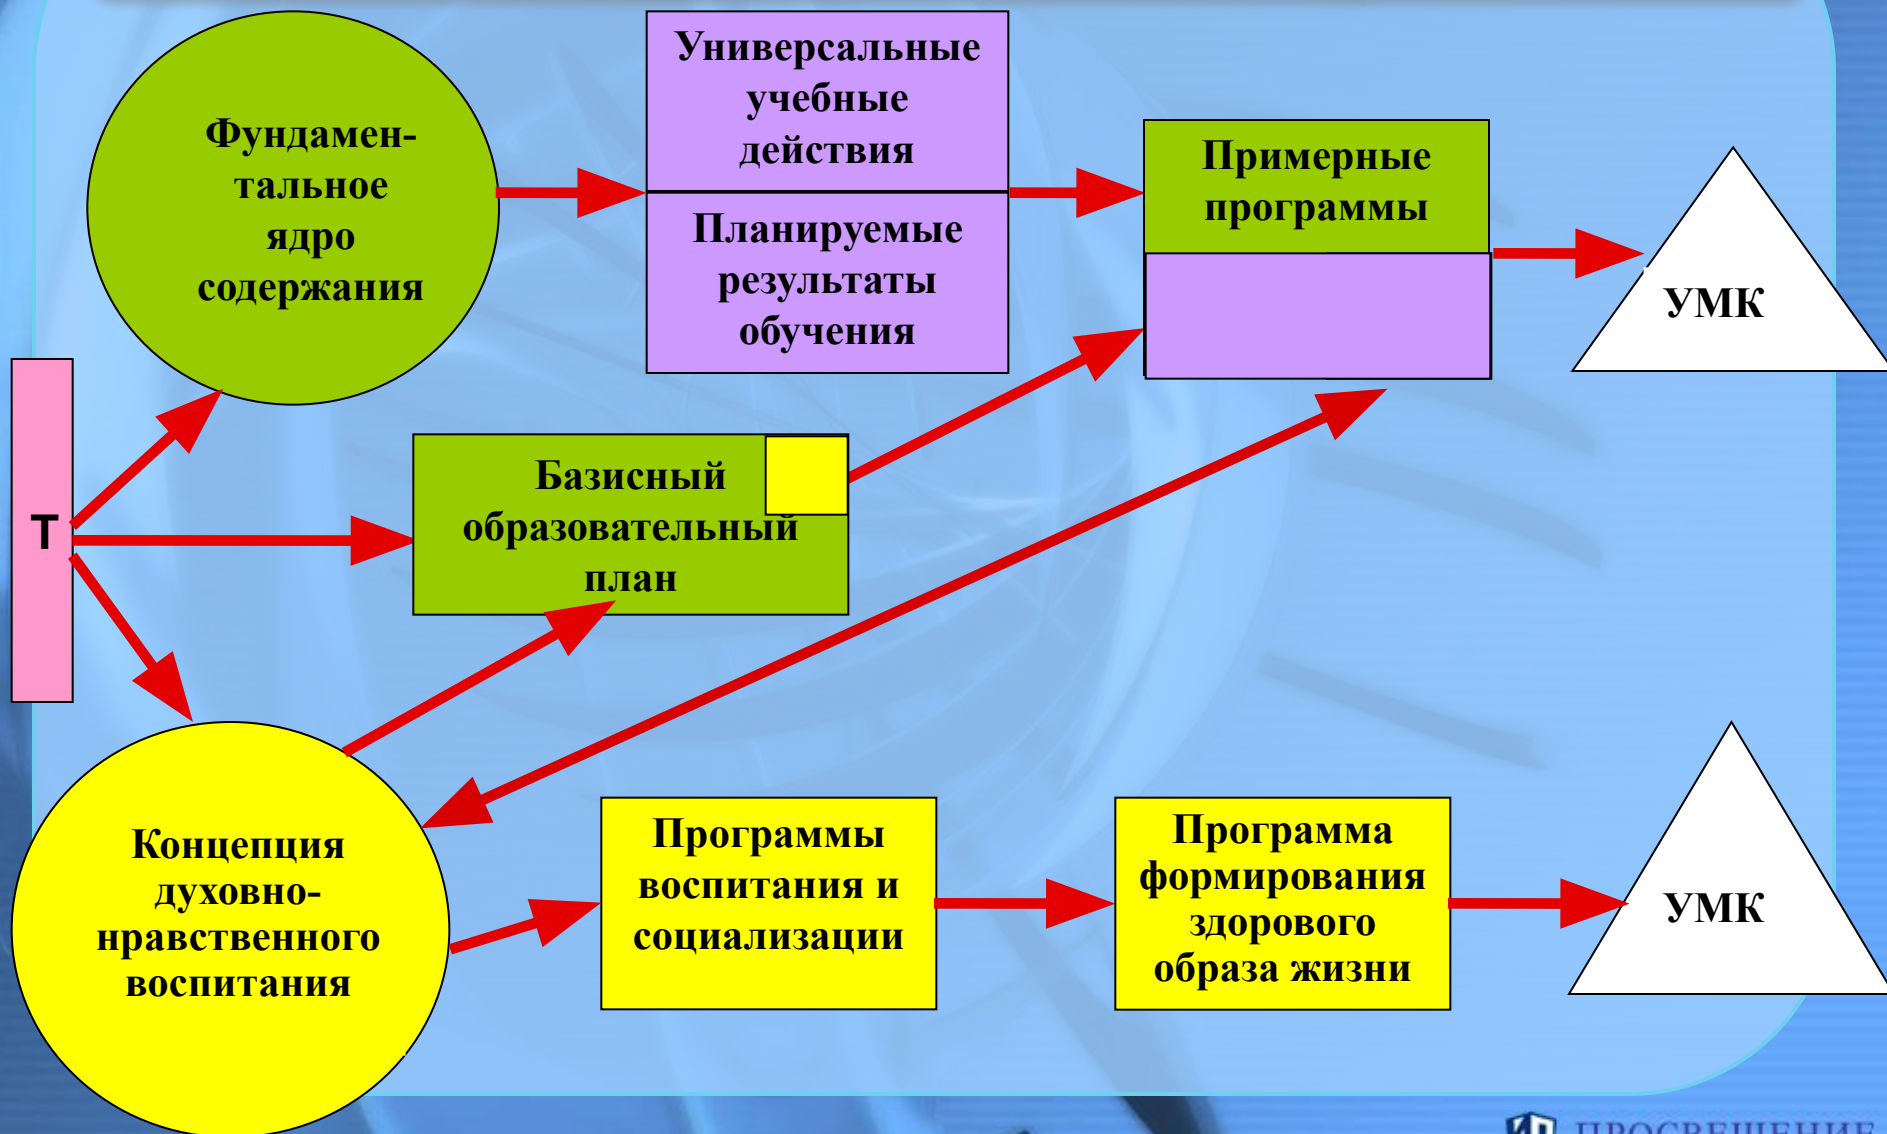 Фундамен-
тальное
ядро
содержания
Универсальные
учебные
действия
Планируемые
результаты
обучения
Примерные
программы
УМК
Т
Базисный
образовательный
план
Концепция
духовно-
нравственного
воспитания
Программы
воспитания и
социализации
Программа
формирования
здорового
образа жизни
УМК
ПРОСВЕЩЕНИЕ